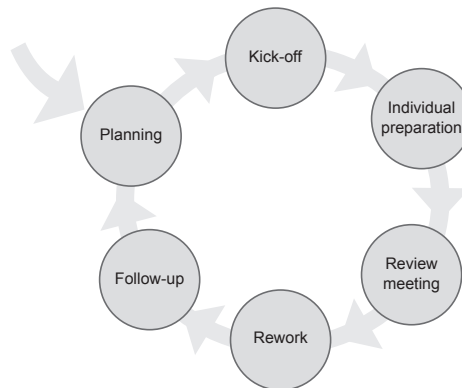 Kick-off
Planning
Individual
preparation
Review
meeting
Rework
Follow-up